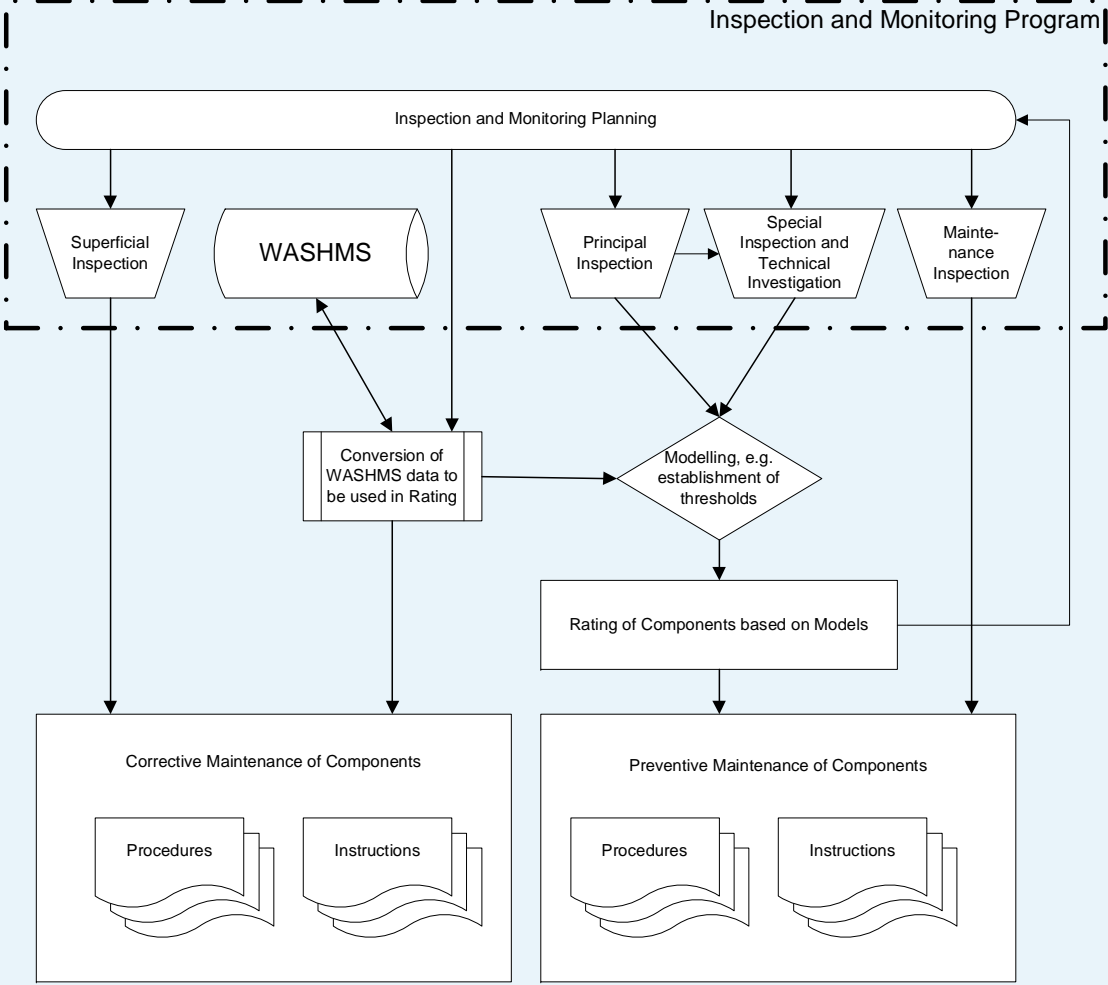 Inspection and Monitoring Program
Inspection and Monitoring Planning
Superficial
Inspection
WASHMS
Principal
Inspection
Special
Inspection and
Technical
Investigation
Mainte-
nance
Inspection
Conversion of
WASHMS data to
be used in Rating
Modelling, e.g.
establishment of
thresholds
Rating of Components based on Models
Corrective Maintenance of Components
Procedures
Instructions
Preventive Maintenance of Components
Procedures
Instructions